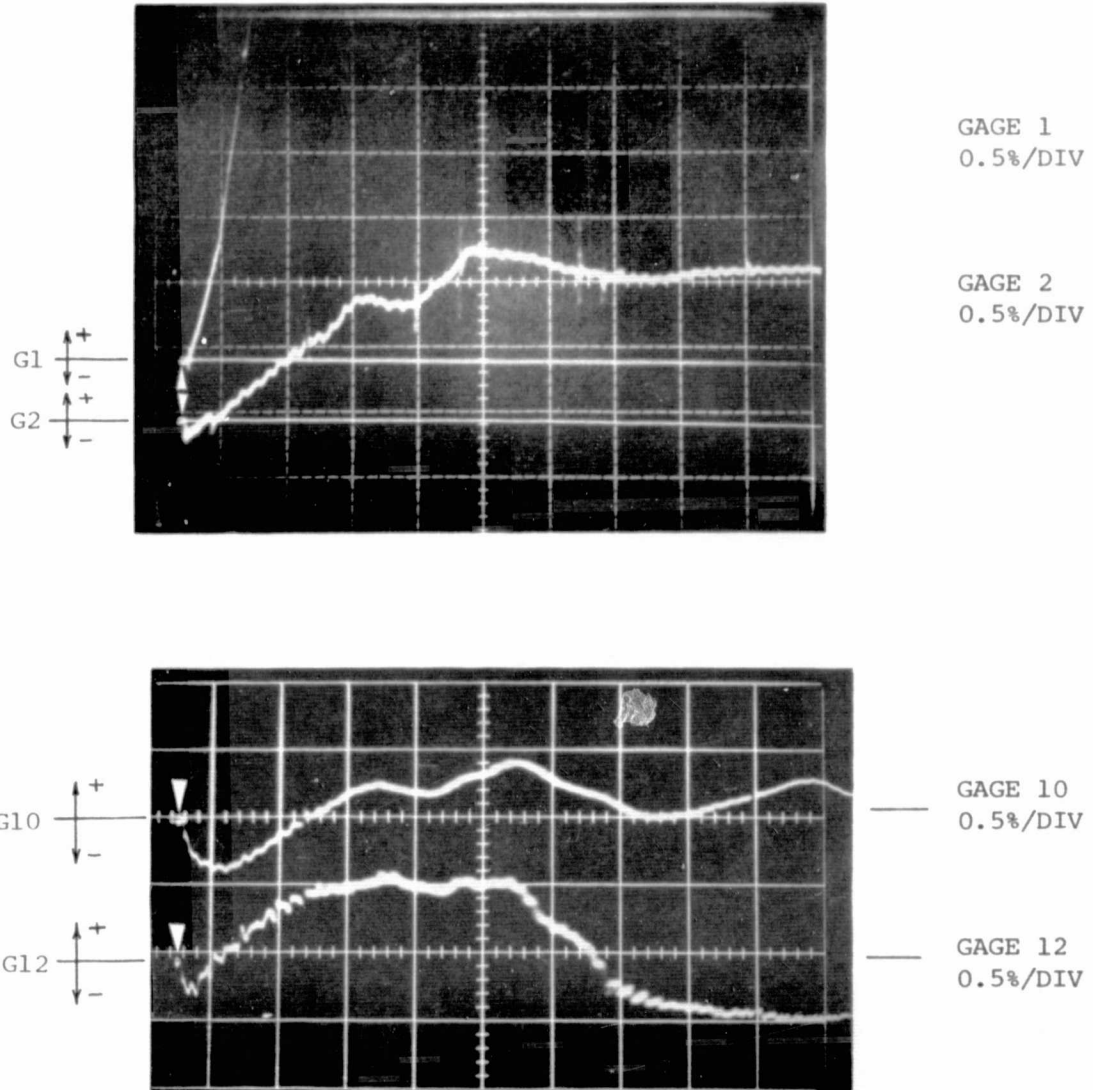 GAGE 1
0.5%/DIV
GAGE 2
0.5%/DIV
G1
+
-
G2
+
-
GAGE 10
0.5%/DIV
G10
+
-
GAGE 12
0.5%/DIV
G12
+
-